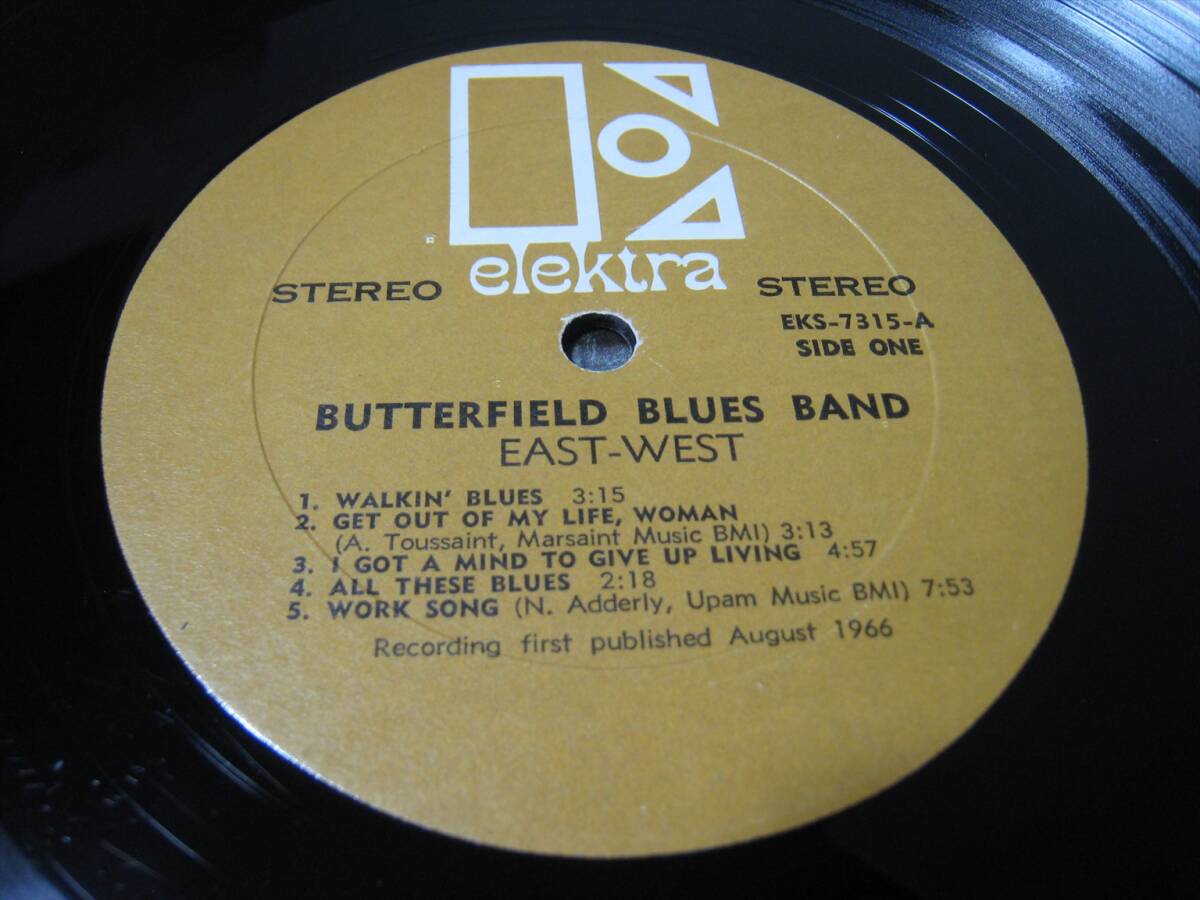 elektra
®
STEREO STEREO
EKS-7315-A
SIDE ONE
BUTTERFIELD BLUES BAND
EAST-WEST
1. WALKIN' BLUES 3:15
2. GET OUT OF MY LIFE, WOMAN
(A. Toussaint, Marsaint Music BMI) 3:13
3. I GOT A MIND TO GIVE UP LIVING 4:57
4. ALL THESE BLUES 2:18
5. WORK SONG (N. Adderly, Upam Music BMI) 7:53
Recording first published August 1966